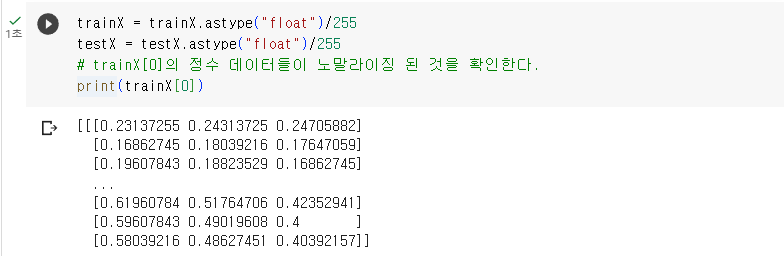 trainX = trainX.astype("float")/255
1초
testX = testX.astype("float")/255
# trainX[0]의 정수 데이터들이 노말라이징 된 것을 확인한다.
print(trainX[0])
[[[0.23137255 0.24313725 0.24705882]
[0.16862745 0.18039216 0.17647059]
[0.19607843 0.18823529 0.16862745]
...
[0.61960784 0.51764706 0.42352941]
[0.59607843 0.49019608 0.4       ]
[0.58039216 0.48627451 0.40392157]]